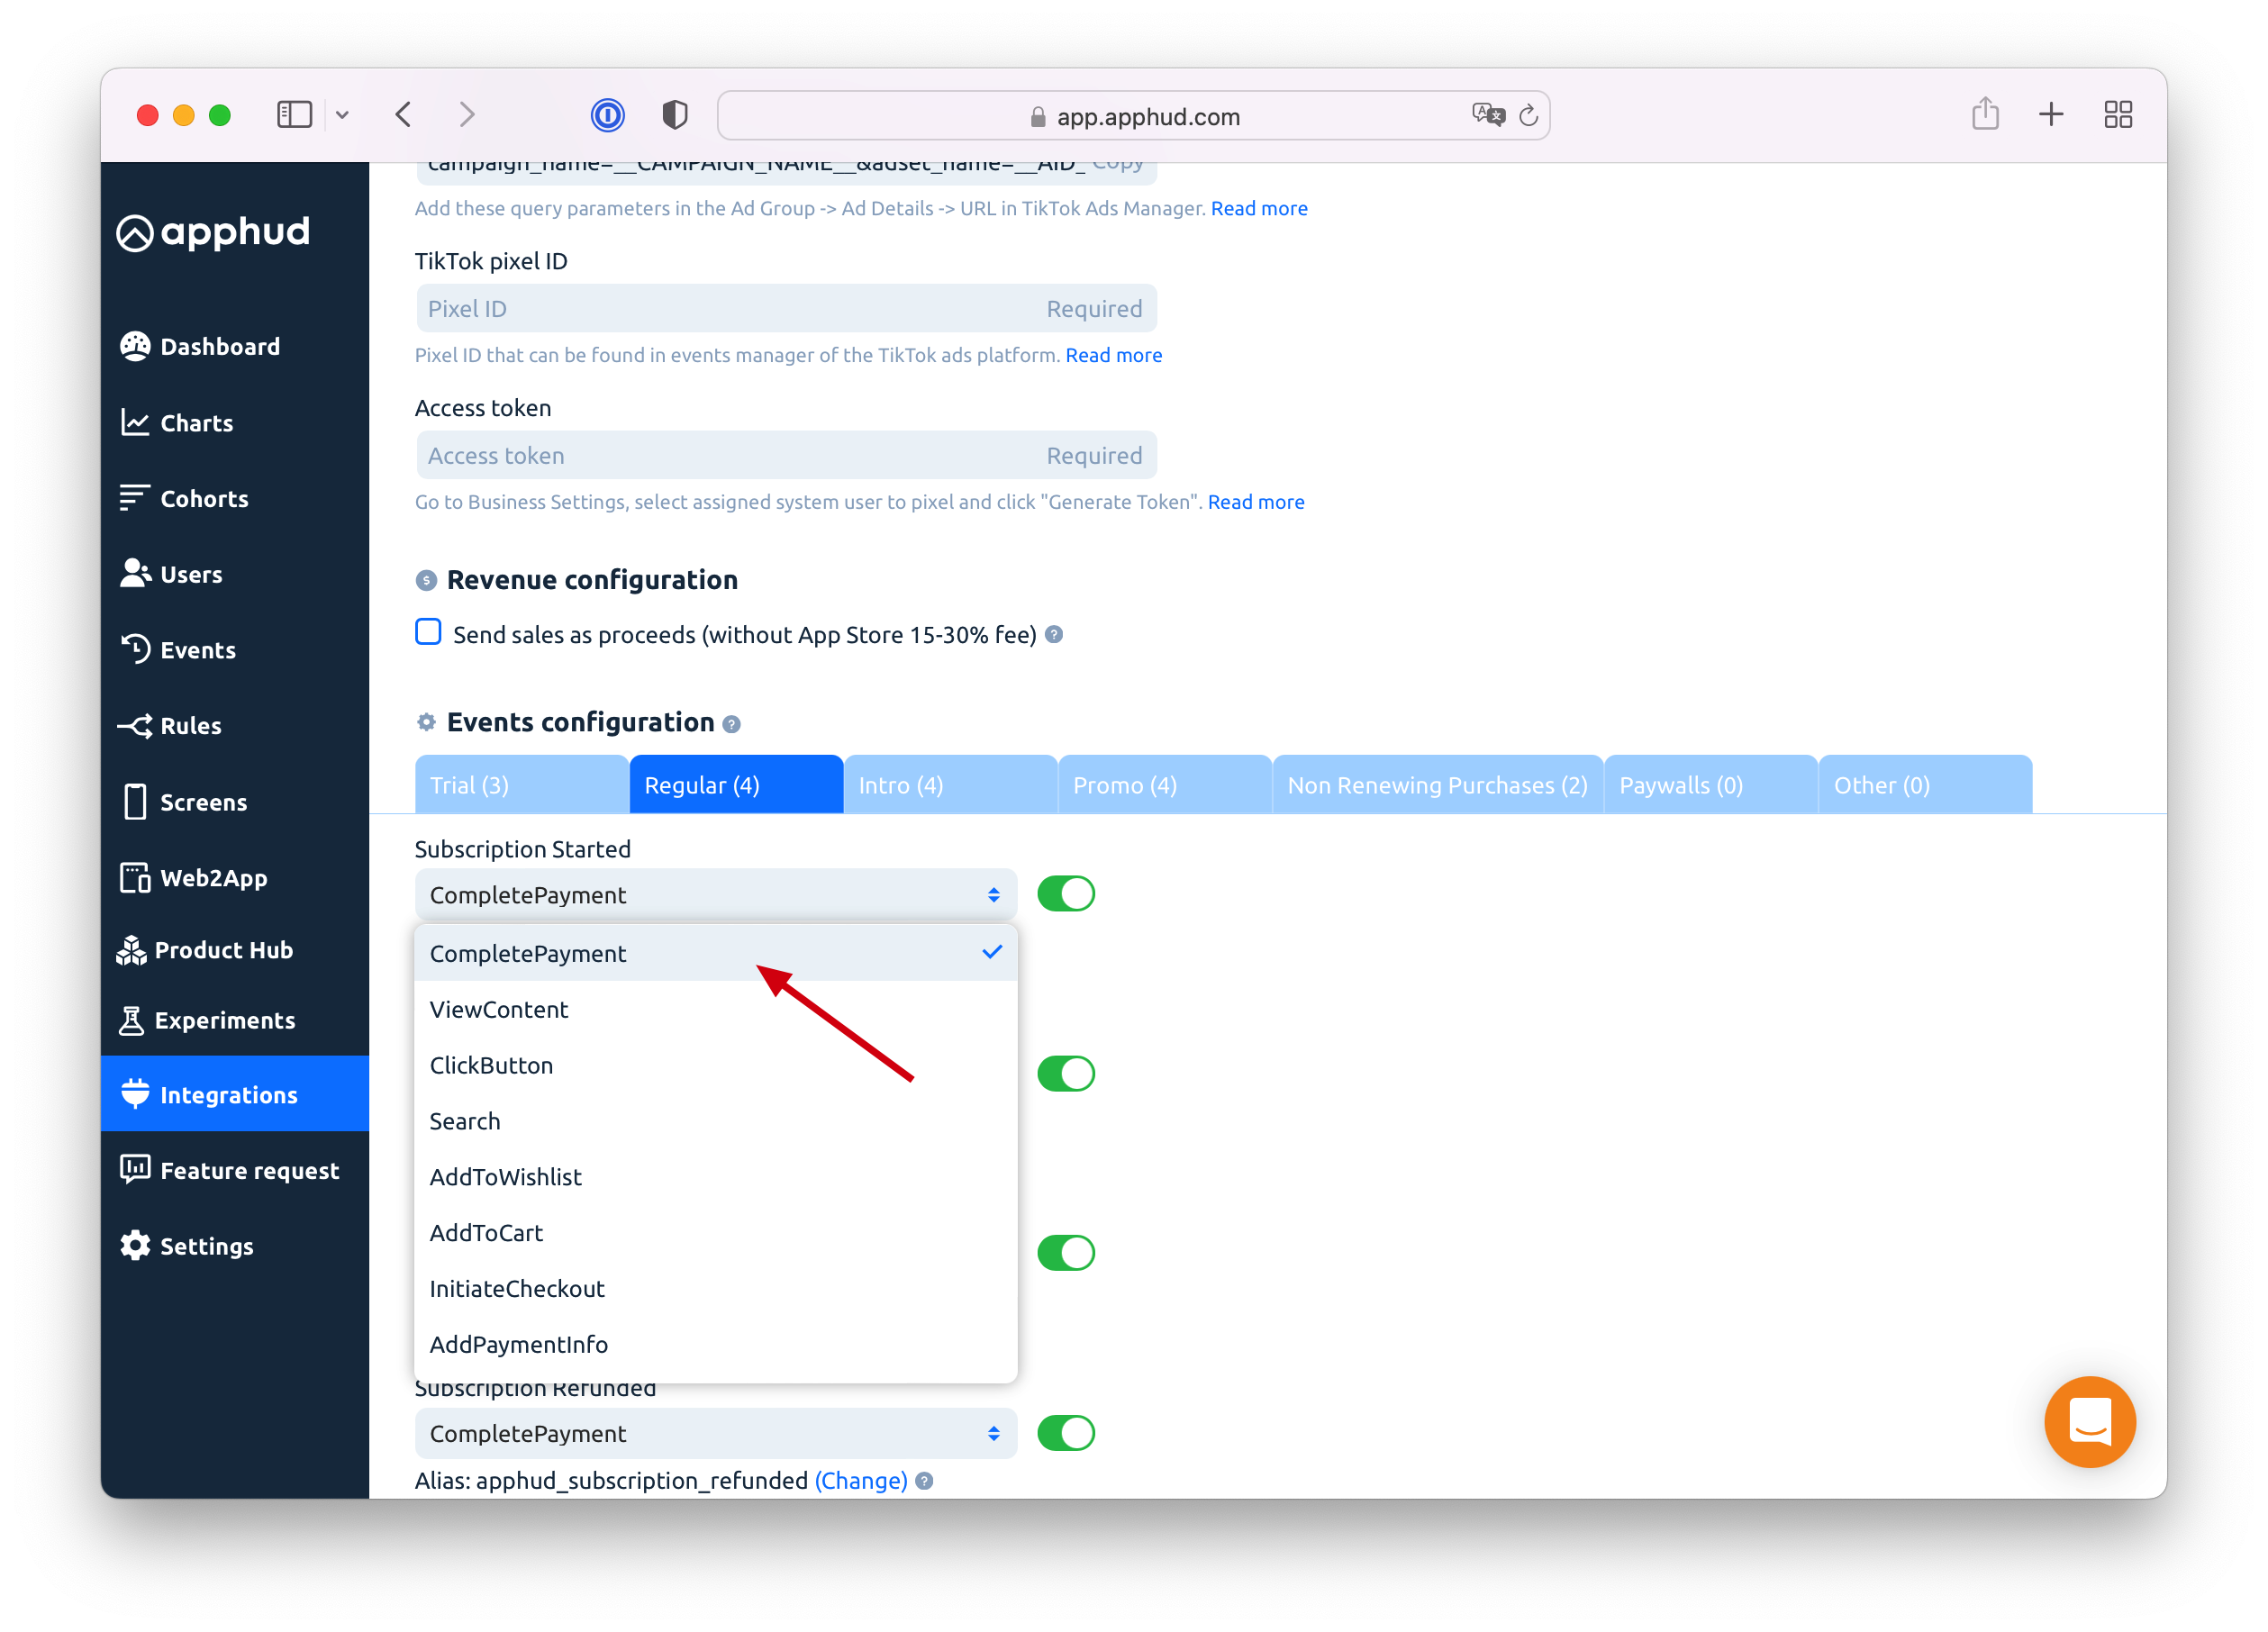 app.apphud.com
apphud
Dashboard
Charts
Cohorts
Users
Events
Rules
Screens
Web2App
Product Hub
Experiments
Integrations
Feature request
Settings
campaign_name=__CAMPAIGN_NAME__&adset_name=__AID_ Copy
Add these query parameters in the Ad Group -> Ad Details -> URL in TikTok Ads Manager. Read more
TikTok pixel ID
Pixel ID Required
Pixel ID that can be found in events manager of the TikTok ads platform. Read more
Access token
Access token Required
Go to Business Settings, select assigned system user to pixel and click "Generate Token". Read more
Revenue configuration
Send sales as proceeds (without App Store 15-30% fee)
Events configuration
Trial (3) Regular (4) Intro (4) Promo (4) Non Renewing Purchases (2) Paywalls (0) Other (0)
Subscription Started
CompletePayment
CompletePayment
ViewContent
ClickButton
Search
AddToWishlist
AddToCart
InitiateCheckout
AddPaymentInfo
Subscription Refunded
CompletePayment
Alias: apphud_subscription_refunded (Change)